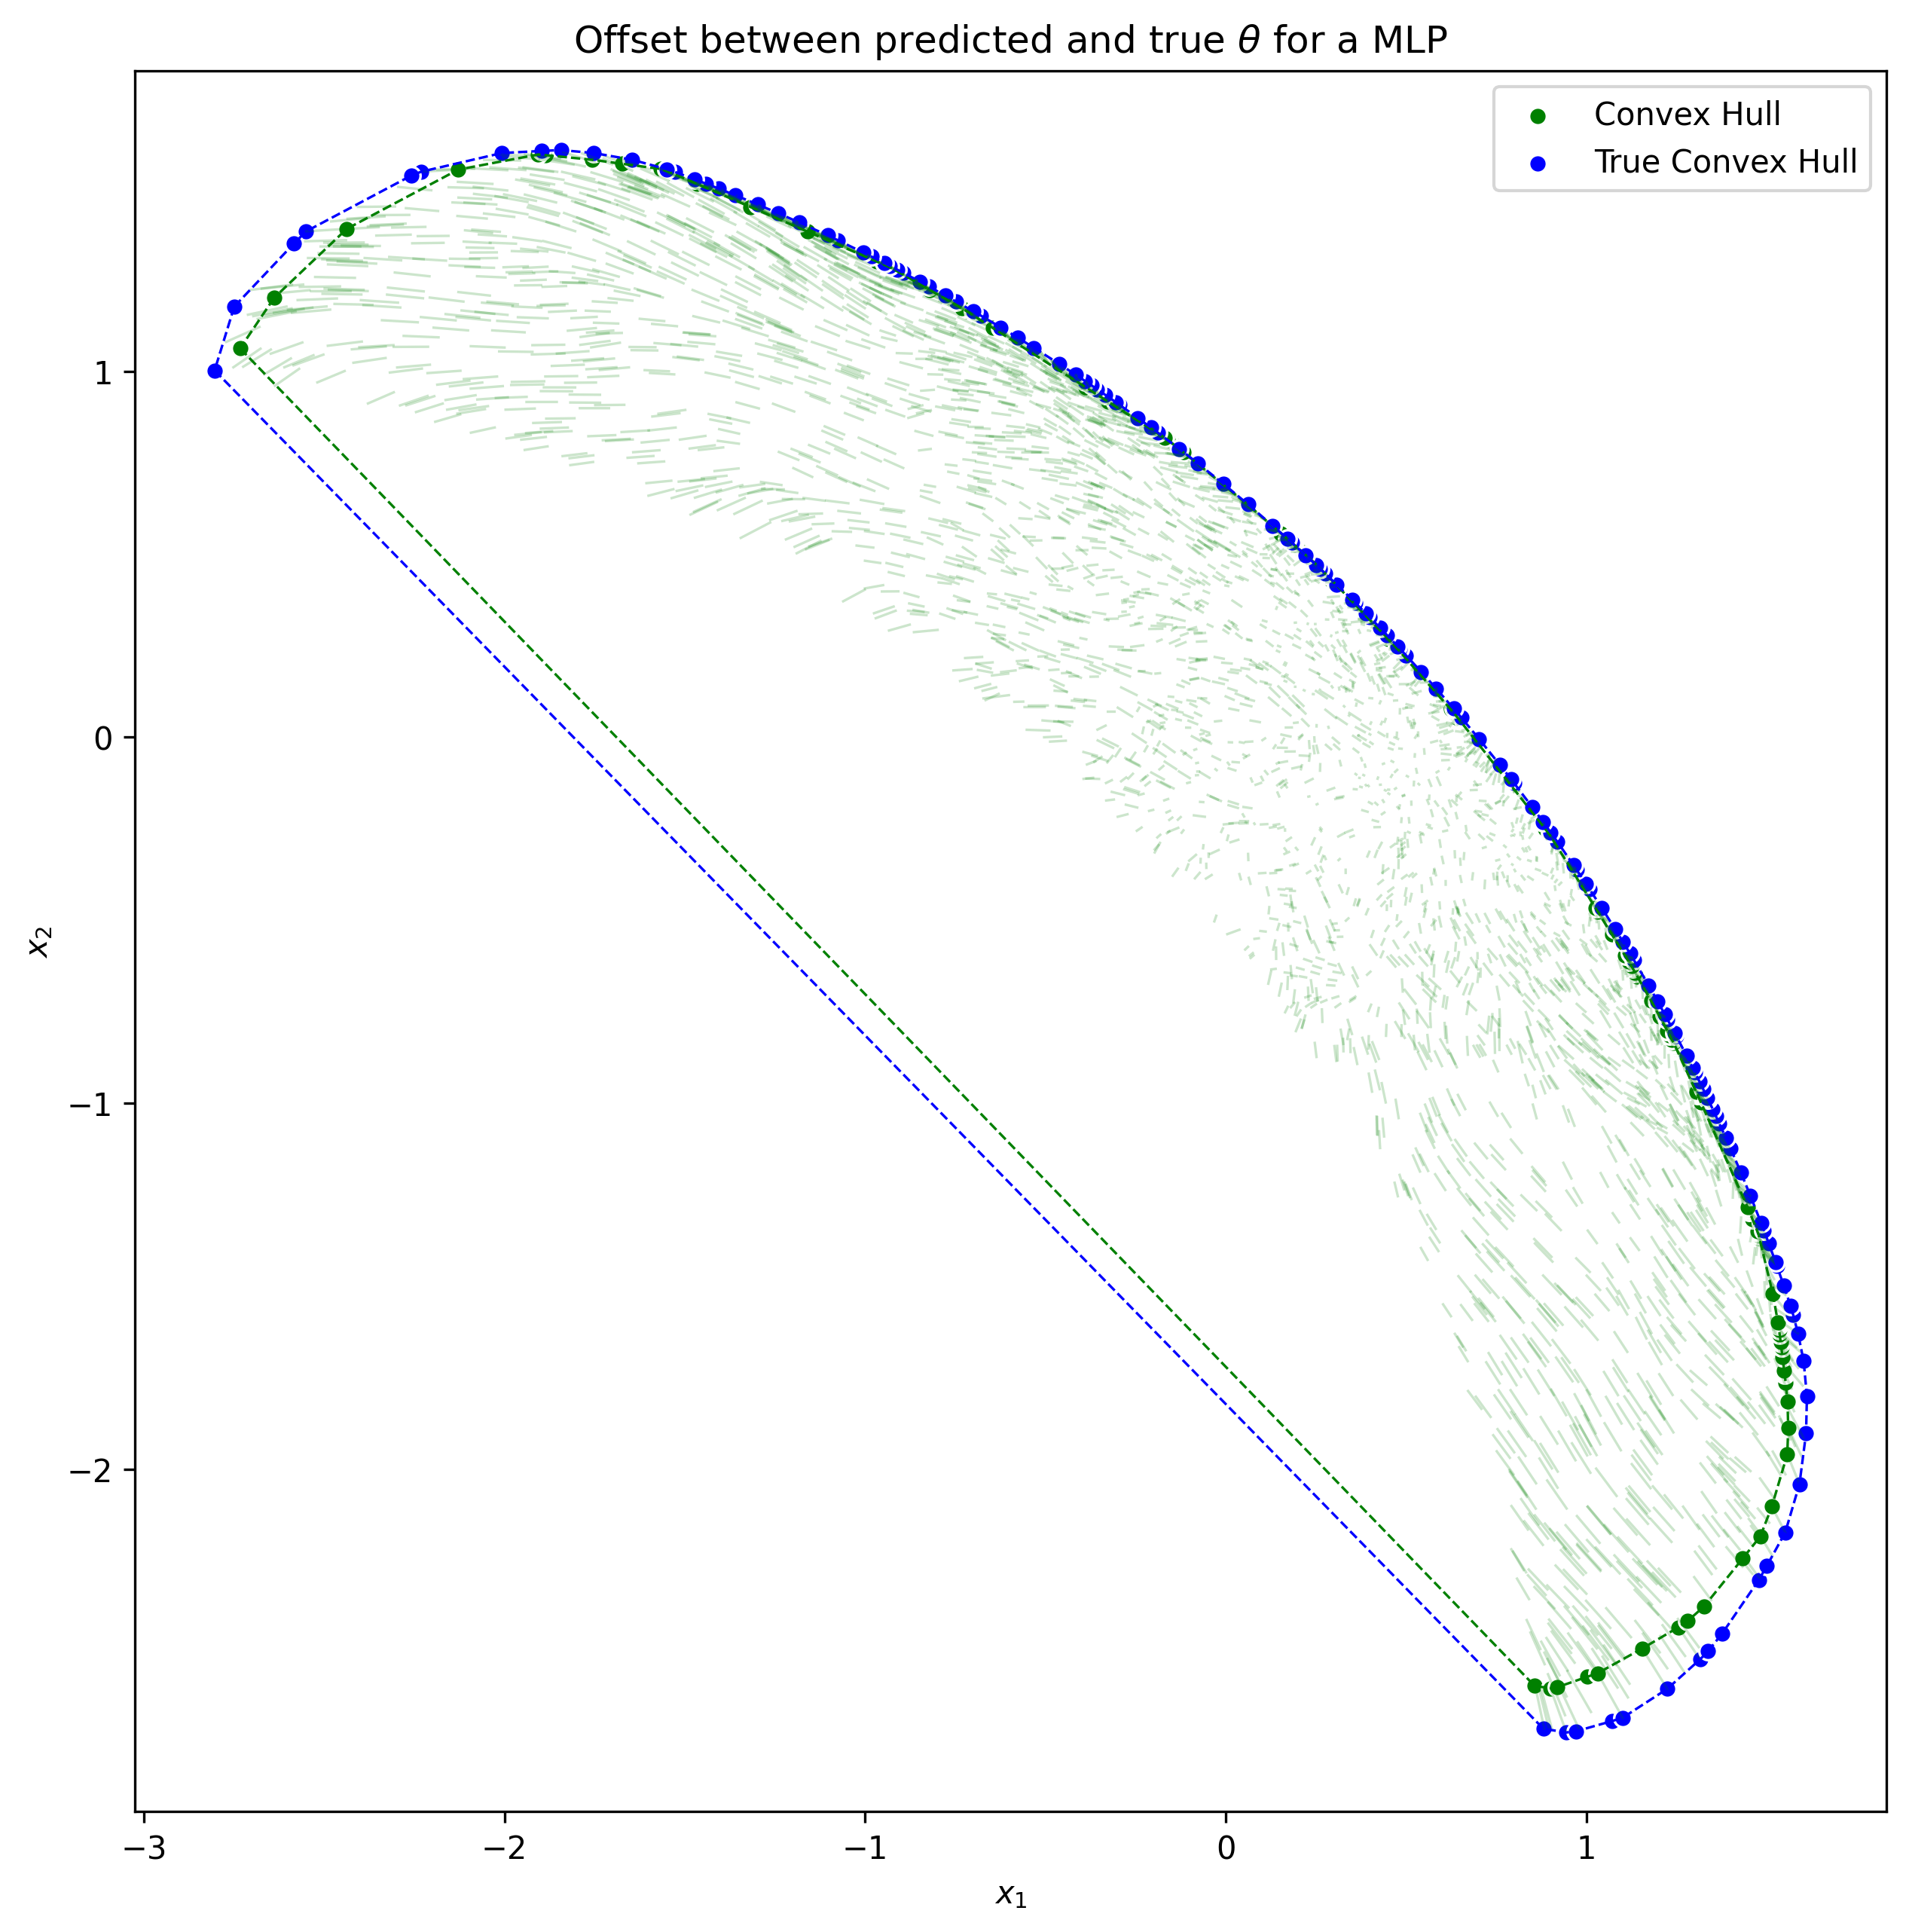 Offset between predicted and true θ for a MLP
Convex Hull
True Convex Hull
1
0
−1
−2
x₂
−3
−2
−1
0
1
x₁